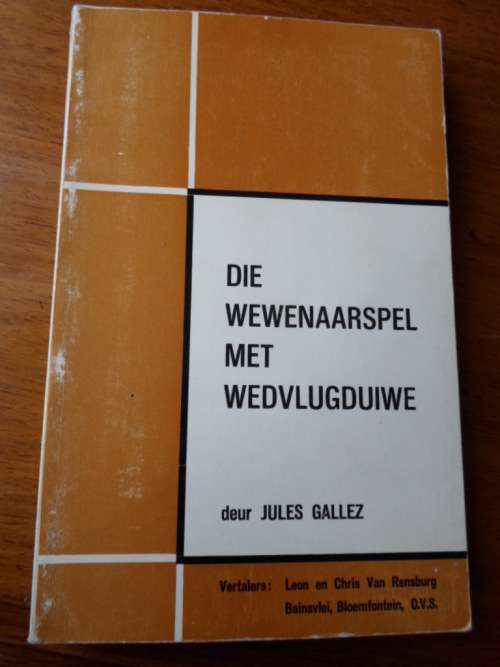 DIE
WEWENAARSPEL
MET
WEDVLUGDUIWE
deur JULES GALLEZ
Vertalers: Leon en Chris Van Rensburg
Bainsvlei, Bloemfontein, O.V.S.